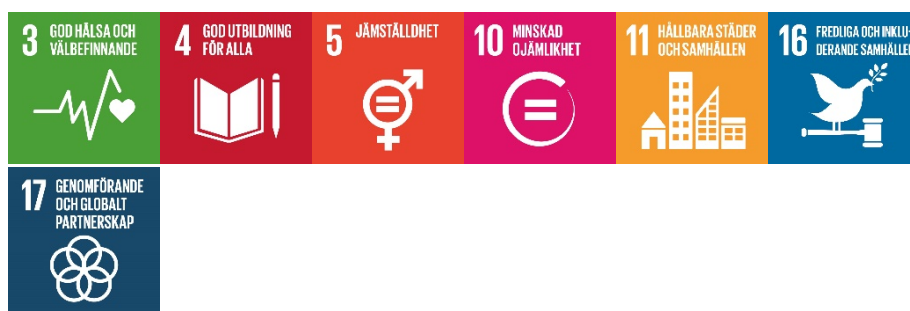 3 GOD HÄLSA OCH
VÄLBEFINNANDE
4 GOD UTBILDNING
FÖR ALLA
5 JÄMSTÄLLDHET
10 MINSKAD
OJÄMLIKHET
11 HÅLLBARA STÄDER
OCH SAMHÄLLEN
16 FREDLIGA OCH INKLU-
DERANDE SAMHÄLLEN
17 GENOMFÖRANDE
OCH GLOBALT
PARTNERSKAP